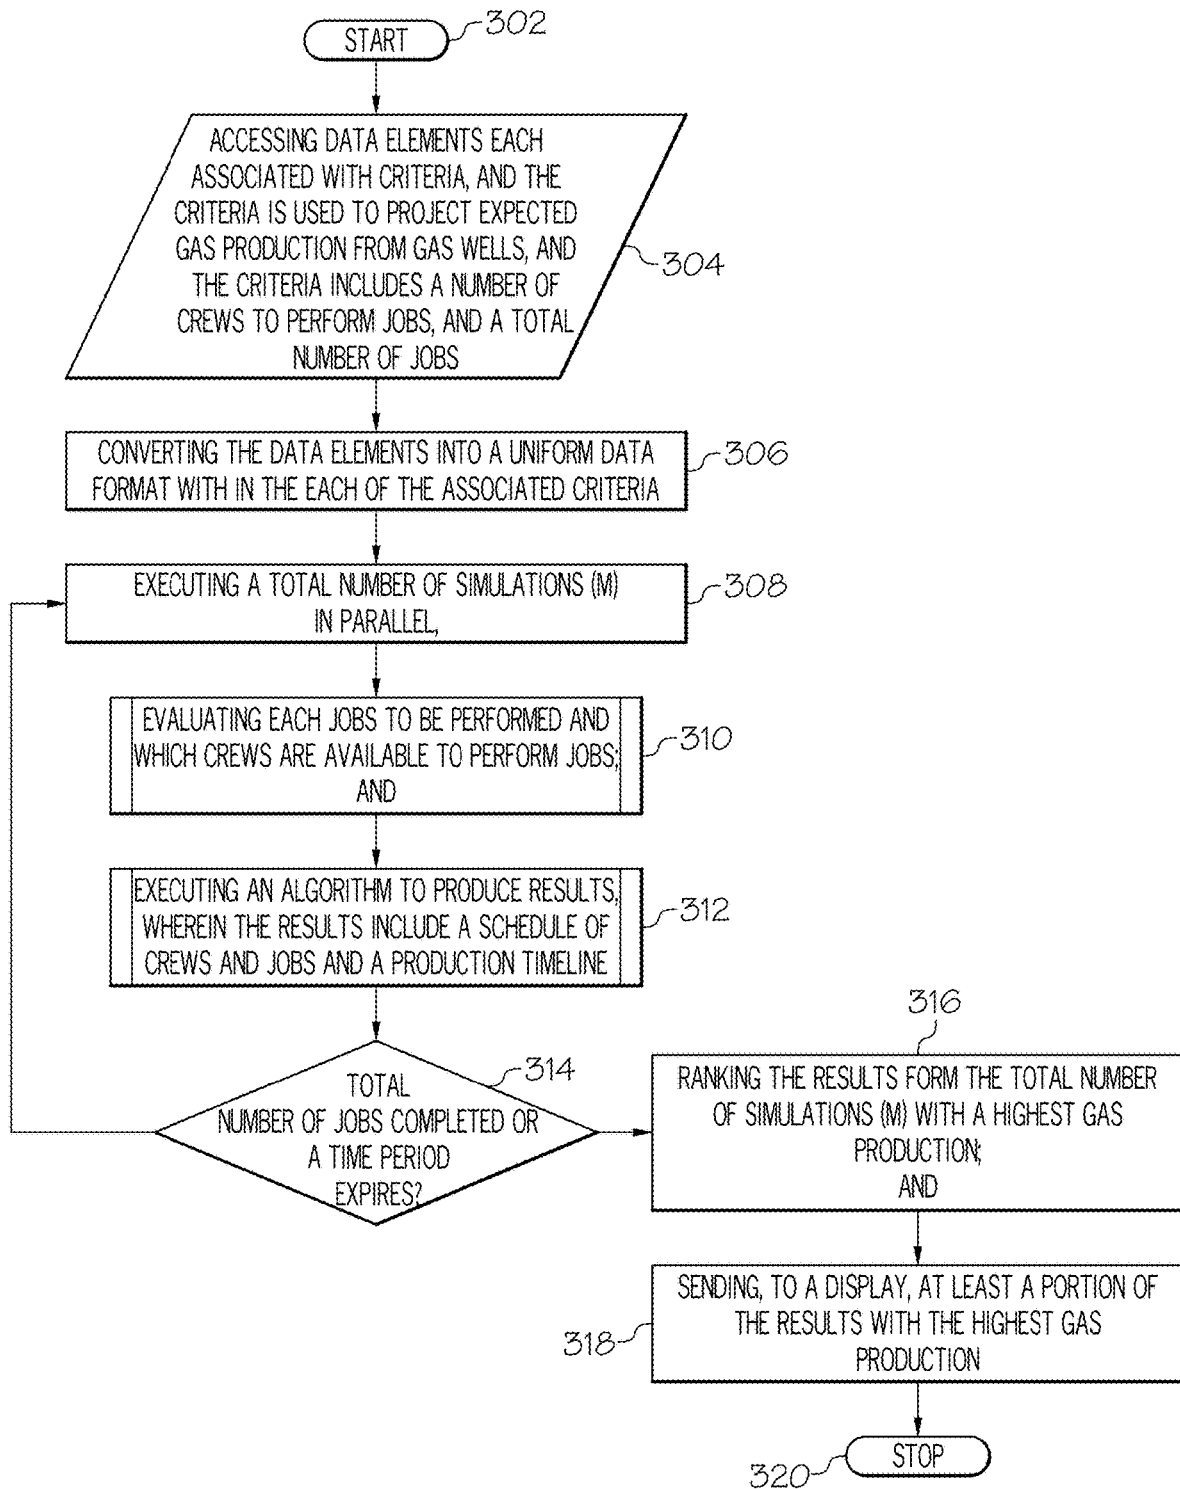 START
302
ACCESSING DATA ELEMENTS EACH
ASSOCIATED WITH CRITERIA, AND THE
CRITERIA IS USED TO PROJECT EXPECTED
GAS PRODUCTION FROM GAS WELLS, AND
THE CRITERIA INCLUDES A NUMBER OF
CREWS TO PERFORM JOBS, AND A TOTAL
NUMBER OF JOBS
304
CONVERTING THE DATA ELEMENTS INTO A UNIFORM DATA
FORMAT WITH IN THE EACH OF THE ASSOCIATED CRITERIA
306
EXECUTING A TOTAL NUMBER OF SIMULATIONS (M)
IN PARALLEL,
308
EVALUATING EACH JOBS TO BE PERFORMED AND
WHICH CREWS ARE AVAILABLE TO PERFORM JOBS;
AND
310
EXECUTING AN ALGORITHM TO PRODUCE RESULTS,
WHEREIN THE RESULTS INCLUDE A SCHEDULE OF
CREWS AND JOBS AND A PRODUCTION TIMELINE
312
TOTAL
NUMBER OF JOBS COMPLETED OR
A TIME PERIOD
EXPIRES?
314
316
RANKING THE RESULTS FORM THE TOTAL NUMBER
OF SIMULATIONS (M) WITH A HIGHEST GAS
PRODUCTION;
AND
SENDING, TO A DISPLAY, AT LEAST A PORTION OF
THE RESULTS WITH THE HIGHEST GAS
PRODUCTION
318
STOP
320